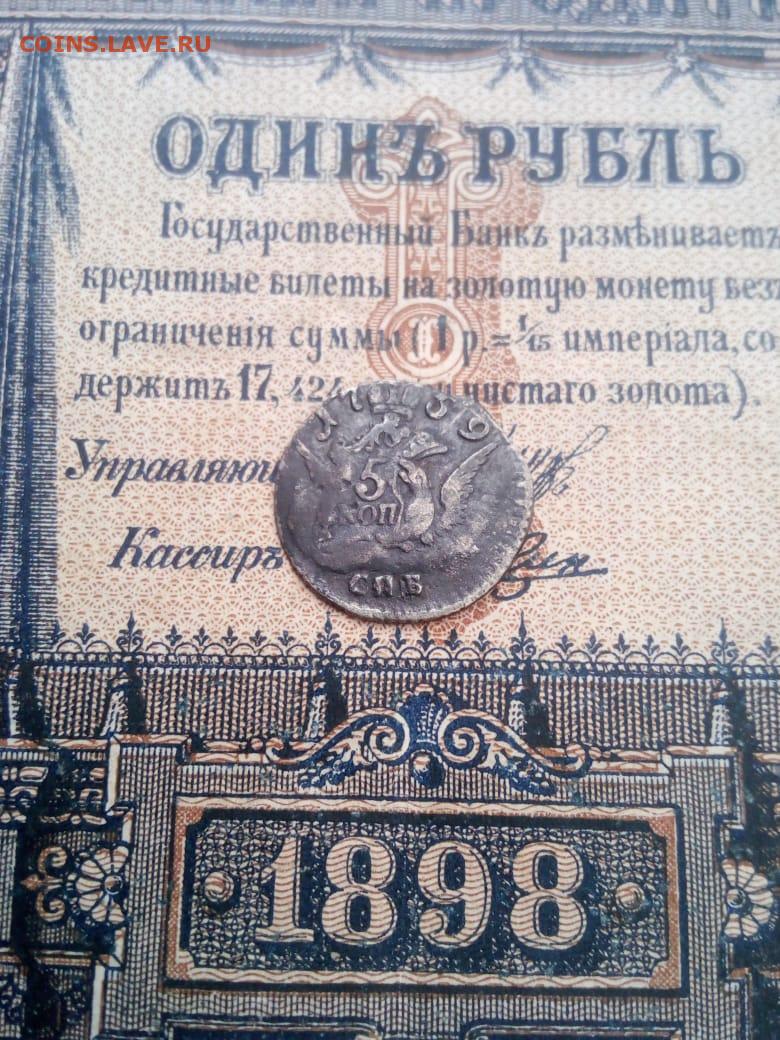 COINS.LAVE.RU
ОДИНЪ РУБЛЬ
Государственный Банкъ размѣниваетъ
кредитные билеты на золотую монету безъ
ограниченія суммы (1 р.=1/15 имперіала, со
держитъ 17,424 чистаго золота).
Управляющ
Кассиръ
1759
5
КОП
СПБ
1898